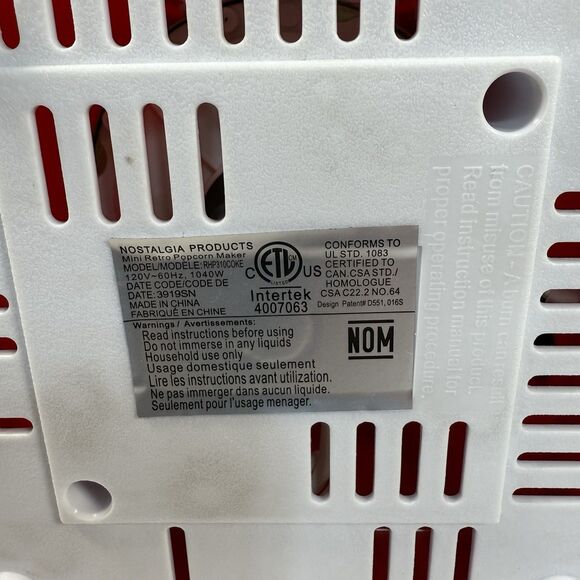 NOSTALGIA PRODUCTS
Mini Retro Popcorn Maker
MODEL/MODELE: RHP310COKE
120V~60Hz, 1040W
DATE CODE/CODE DE
DATE: 3919SN
MADE IN CHINA
FABRIQUÉ EN CHINE
C ETL US
CM
LISTED
Intertek
4007063
CONFORMS TO
UL STD. 1083
CERTIFIED TO
CAN.CSA STD./
HOMOLOGUE
CSA C22.2 NO.64
Design Patent# D551,016S
Warnings / Avertissements:
Read instructions before using
Do not immerse in any liquids
Household use only
Usage domestique seulement
Lire les instructions avant utilization.
Ne pas immerger dans aucun liquide.
Seulement pour l'usage menager.
NOM
CAUTION
from misuse of
Read Instruction manual for
proper